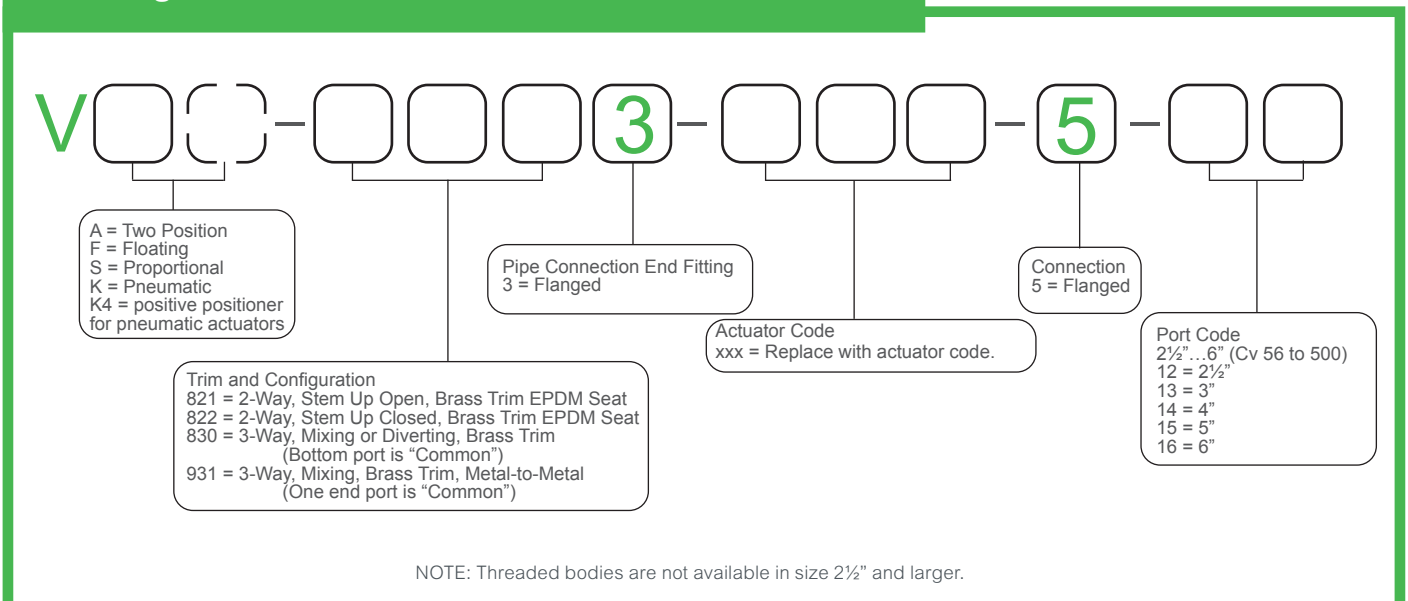 V - 3 - - 5 -
A = Two Position
F = Floating
S = Proportional
K = Pneumatic
K4 = positive positioner
for pneumatic actuators
Trim and Configuration
821 = 2-Way, Stem Up Open, Brass Trim EPDM Seat
822 = 2-Way, Stem Up Closed, Brass Trim EPDM Seat
830 = 3-Way, Mixing or Diverting, Brass Trim
(Bottom port is “Common”)
931 = 3-Way, Mixing, Brass Trim, Metal-to-Metal
(One end port is “Common”)
Pipe Connection End Fitting
3 = Flanged
Actuator Code
xxx = Replace with actuator code.
Connection
5 = Flanged
Port Code
2½”…6” (Cv 56 to 500)
12 = 2½”
13 = 3”
14 = 4”
15 = 5”
16 = 6”
NOTE: Threaded bodies are not available in size 2½” and larger.